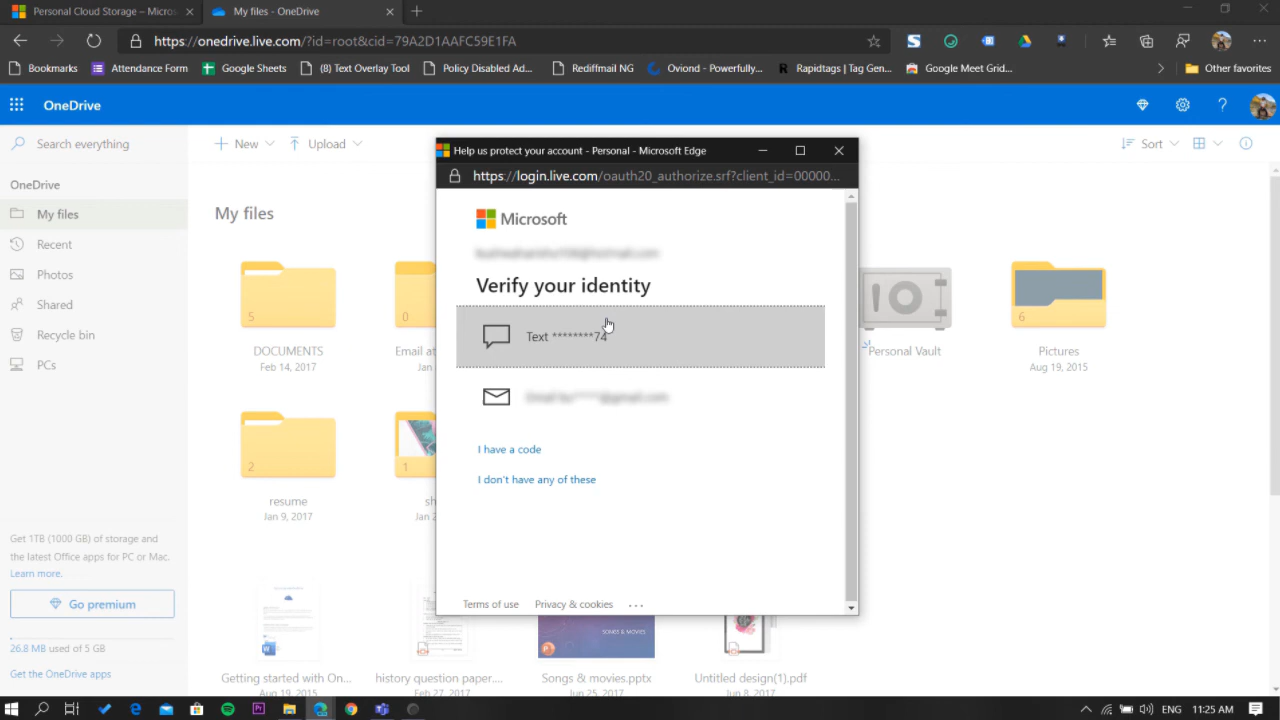 Personal Cloud Storage – Micros
My files - OneDrive
https://onedrive.live.com/?id=root&cid=79A2D1AAFC59E1FA
Bookmarks
Attendance Form
Google Sheets
(8) Text Overlay Tool
Policy Disabled Ad...
Rediffmail NG
Oviond - Powerfully...
Rapidtags | Tag Gen...
Google Meet Grid...
Other favorites
OneDrive
Search everything
New
Upload
Sort
OneDrive
My files
Recent
Photos
Shared
Recycle bin
PCs
Get 1TB (1000 GB) of storage and
the latest Office apps for PC or Mac.
Learn more.
Go premium
26.8 MB used of 5 GB
Get the OneDrive apps
My files
5
DOCUMENTS
Feb 14, 2017
0
Email at
Jan
Personal Vault
6
Pictures
Aug 19, 2015
2
resume
Jan 9, 2017
1
sh
Jan 2
Getting started with On...
Aug 19, 2015
history question paper....
Feb 27, 2017
SONGS & MOVIES
Songs & movies.pptx
Jun 25, 2017
Untitled design(1).pdf
Jun 8, 2017
Help us protect your account - Personal - Microsoft Edge
https://login.live.com/oauth20_authorize.srf?client_id=00000...
Microsoft
Verify your identity
Text ********74
I have a code
I don't have any of these
Terms of use
Privacy & cookies
...
ENG
11:25 AM